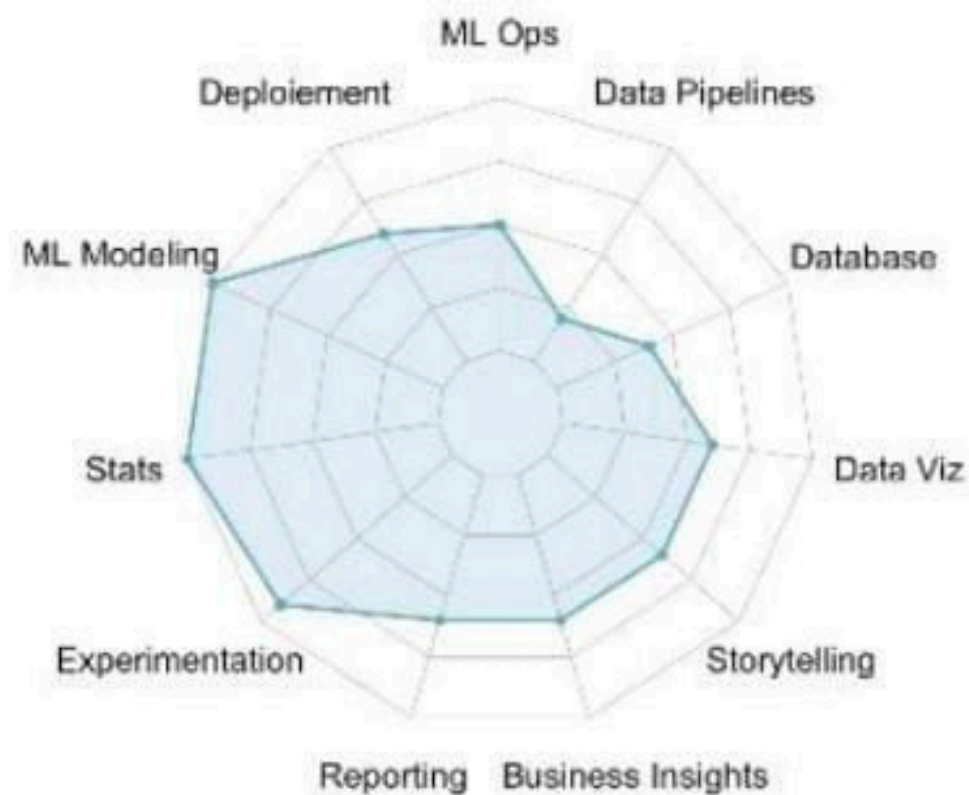 ML Ops
Deploiement
Data Pipelines
ML Modeling
Database
Stats
Data Viz
Experimentation
Storytelling
Reporting
Business Insights